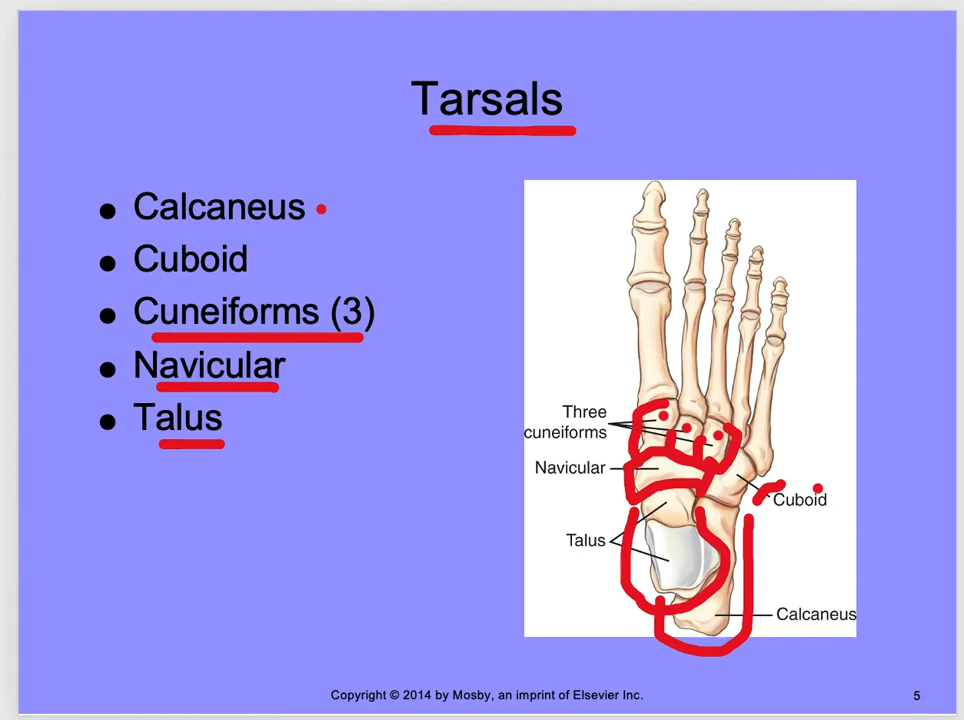 Tarsals
● Calcaneus
● Cuboid
● Cuneiforms (3)
● Navicular
● Talus
Three
cuneiforms
Navicular
Cuboid
Talus
Calcaneus
Copyright © 2014 by Mosby, an imprint of Elsevier Inc.
5